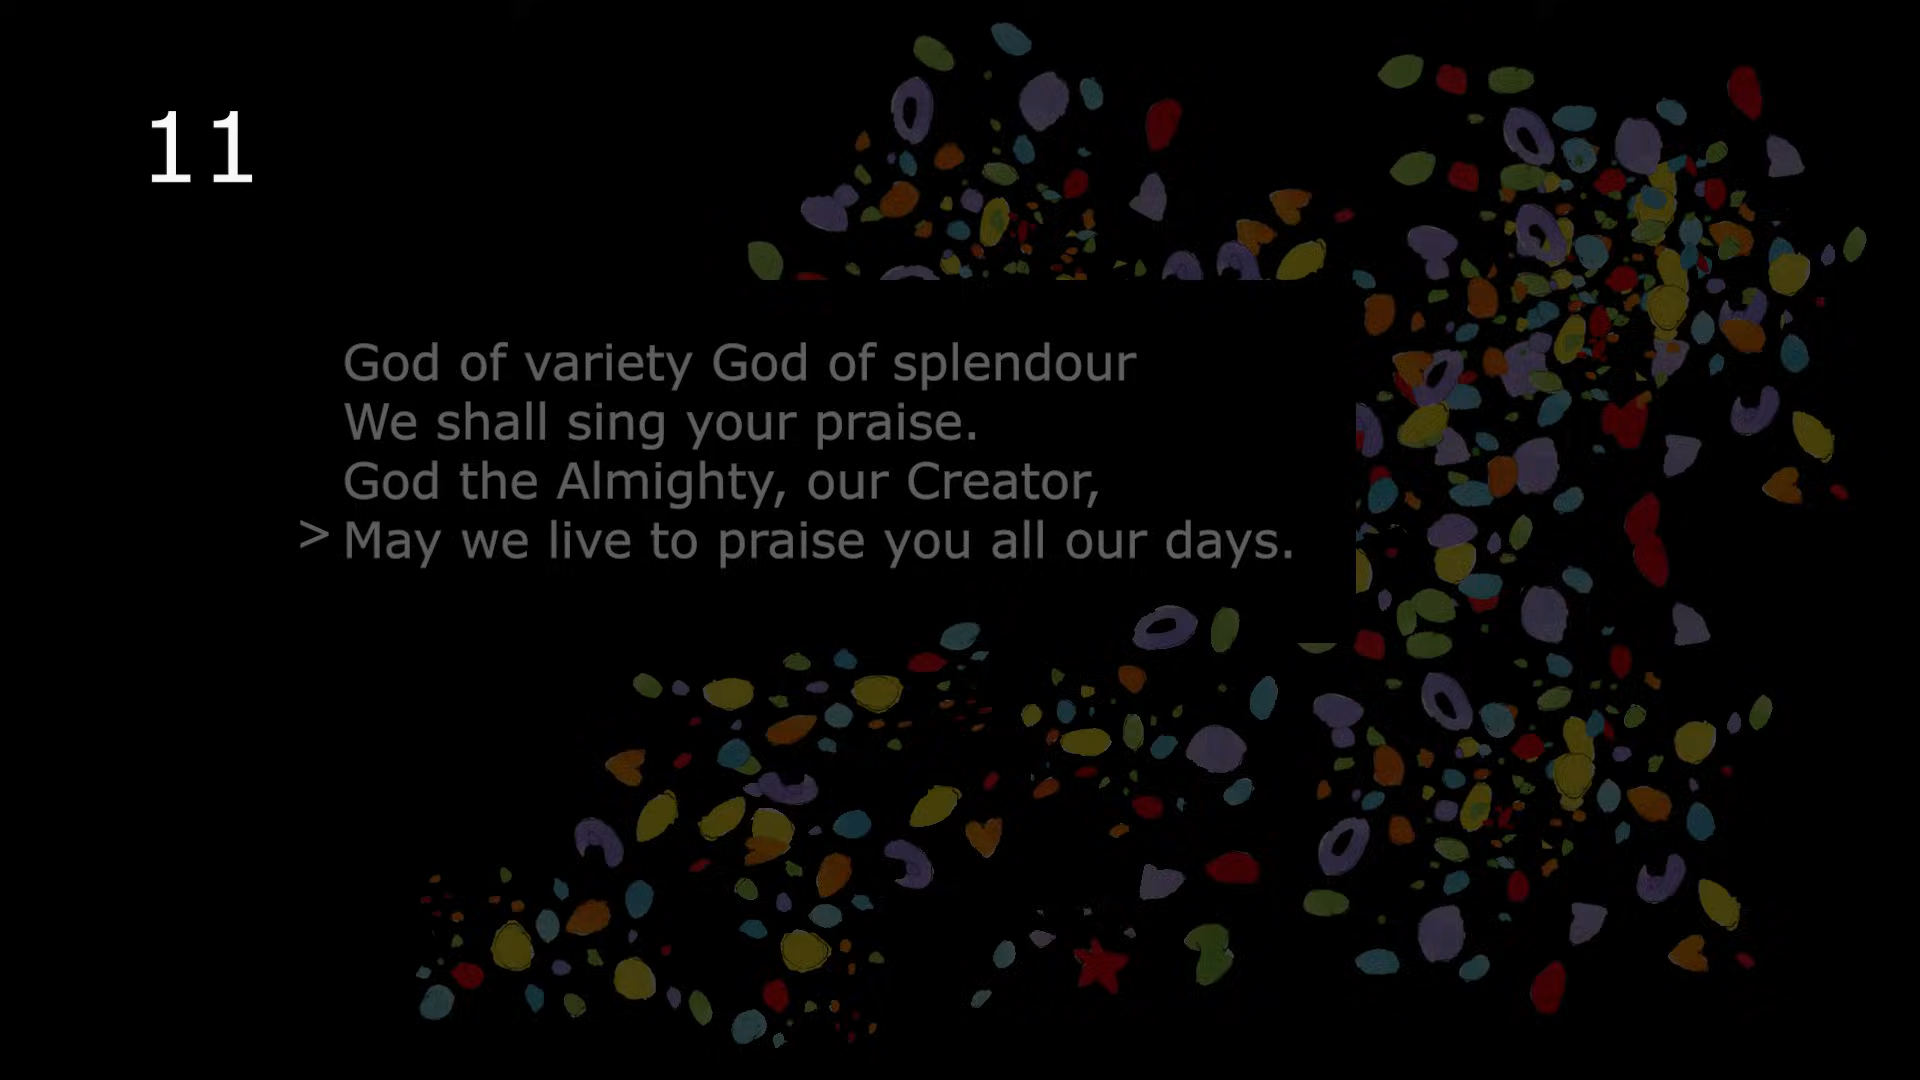 11
God of variety God of splendour
We shall sing your praise.
God the Almighty, our Creator,
> May we live to praise you all our days.